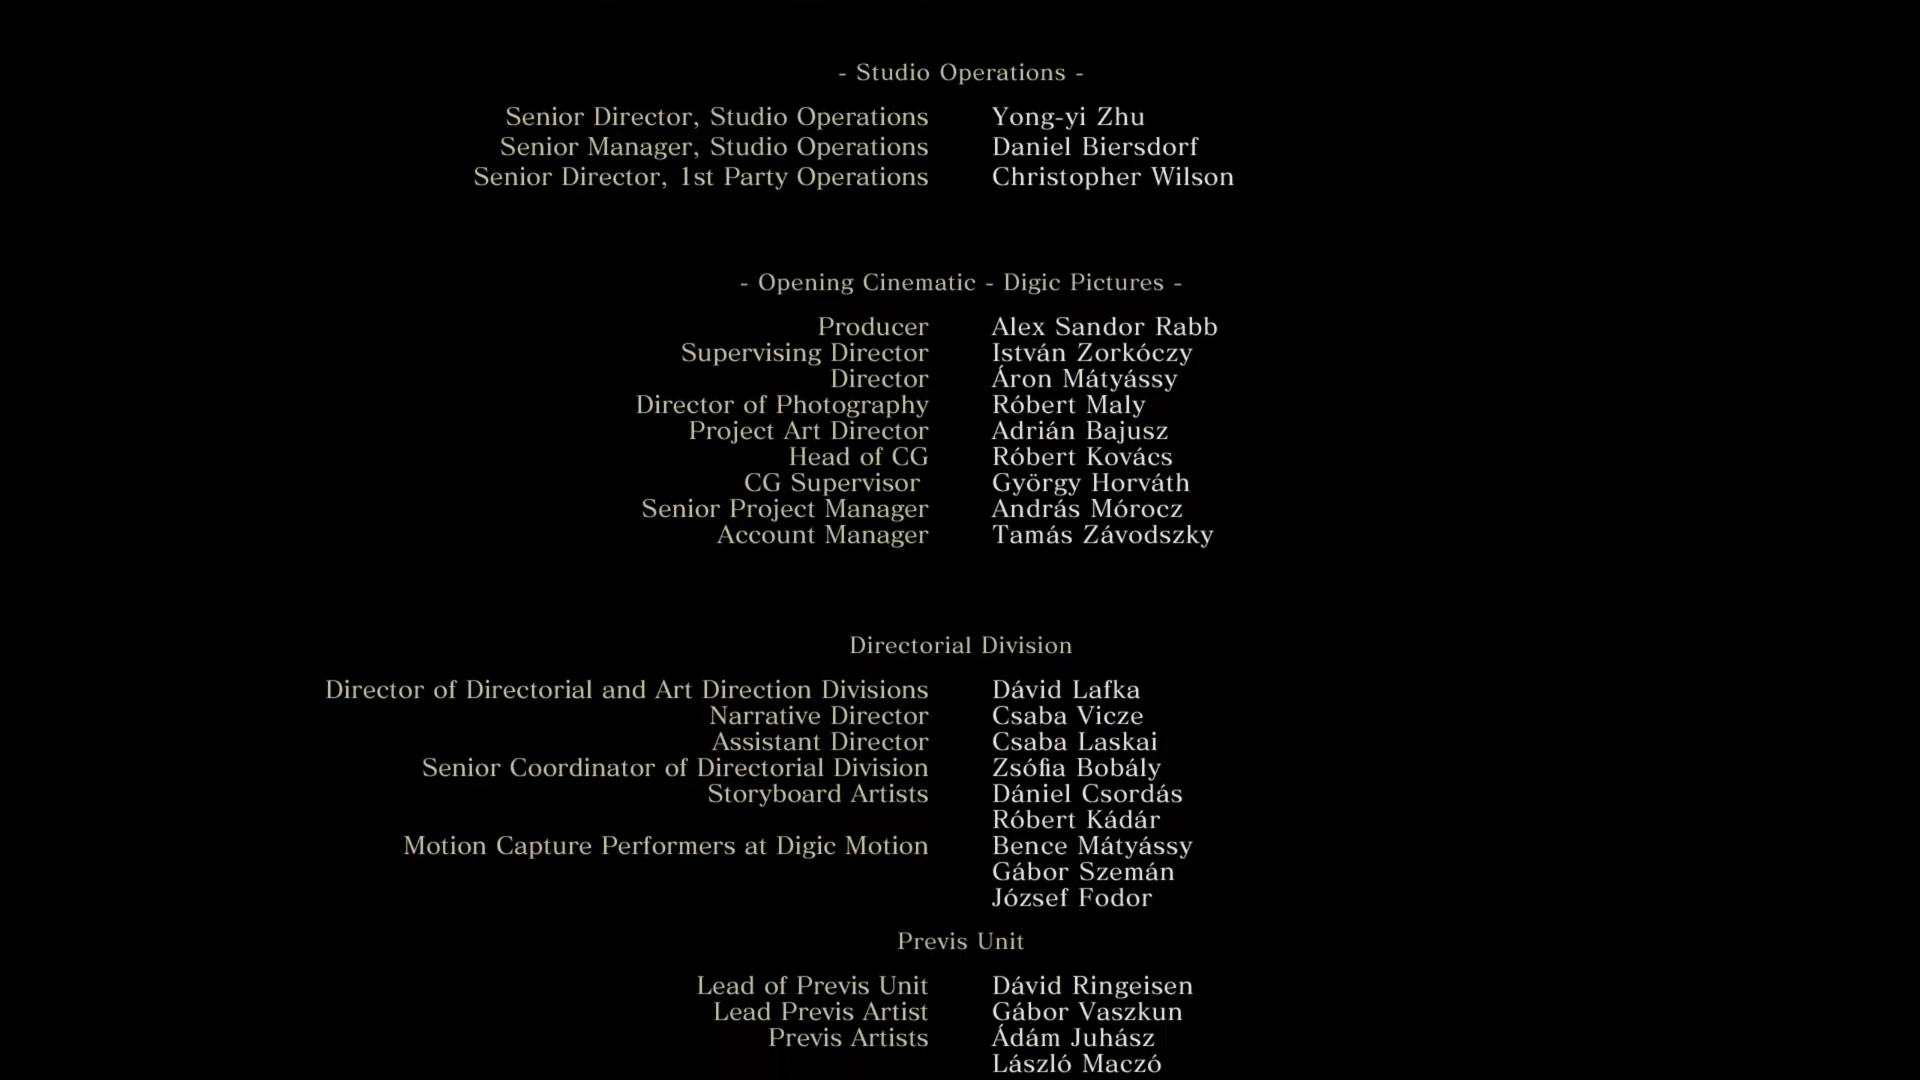 - Studio Operations -
Senior Director, Studio Operations Yong-yi Zhu
Senior Manager, Studio Operations Daniel Biersdorf
Senior Director, 1st Party Operations Christopher Wilson
- Opening Cinematic - Digic Pictures -
Producer Alex Sandor Rabb
Supervising Director István Zorkóczy
Director Áron Mátyássy
Director of Photography Róbert Maly
Project Art Director Adrián Bajusz
Head of CG Róbert Kovács
CG Supervisor György Horváth
Senior Project Manager András Mórocz
Account Manager Tamás Závodszky
Directorial Division
Director of Directorial and Art Direction Divisions Dávid Lafka
Narrative Director Csaba Vicze
Assistant Director Csaba Laskai
Senior Coordinator of Directorial Division Zsófia Bobály
Storyboard Artists Dániel Csordás
Róbert Kádár
Motion Capture Performers at Digic Motion Bence Mátyássy
Gábor Szemán
József Fodor
Previs Unit
Lead of Previs Unit Dávid Ringeisen
Lead Previs Artist Gábor Vaszkun
Previs Artists Ádám Juhász
László Maczó